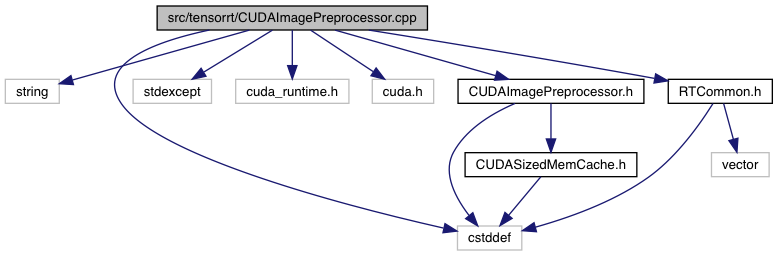 src/tensorrt/CUDAImagePreprocessor.cpp
string
stdexcept
cuda_runtime.h
cuda.h
CUDAImagePreprocessor.h
RTCommon.h
CUDASizedMemCache.h
vector
cstddef